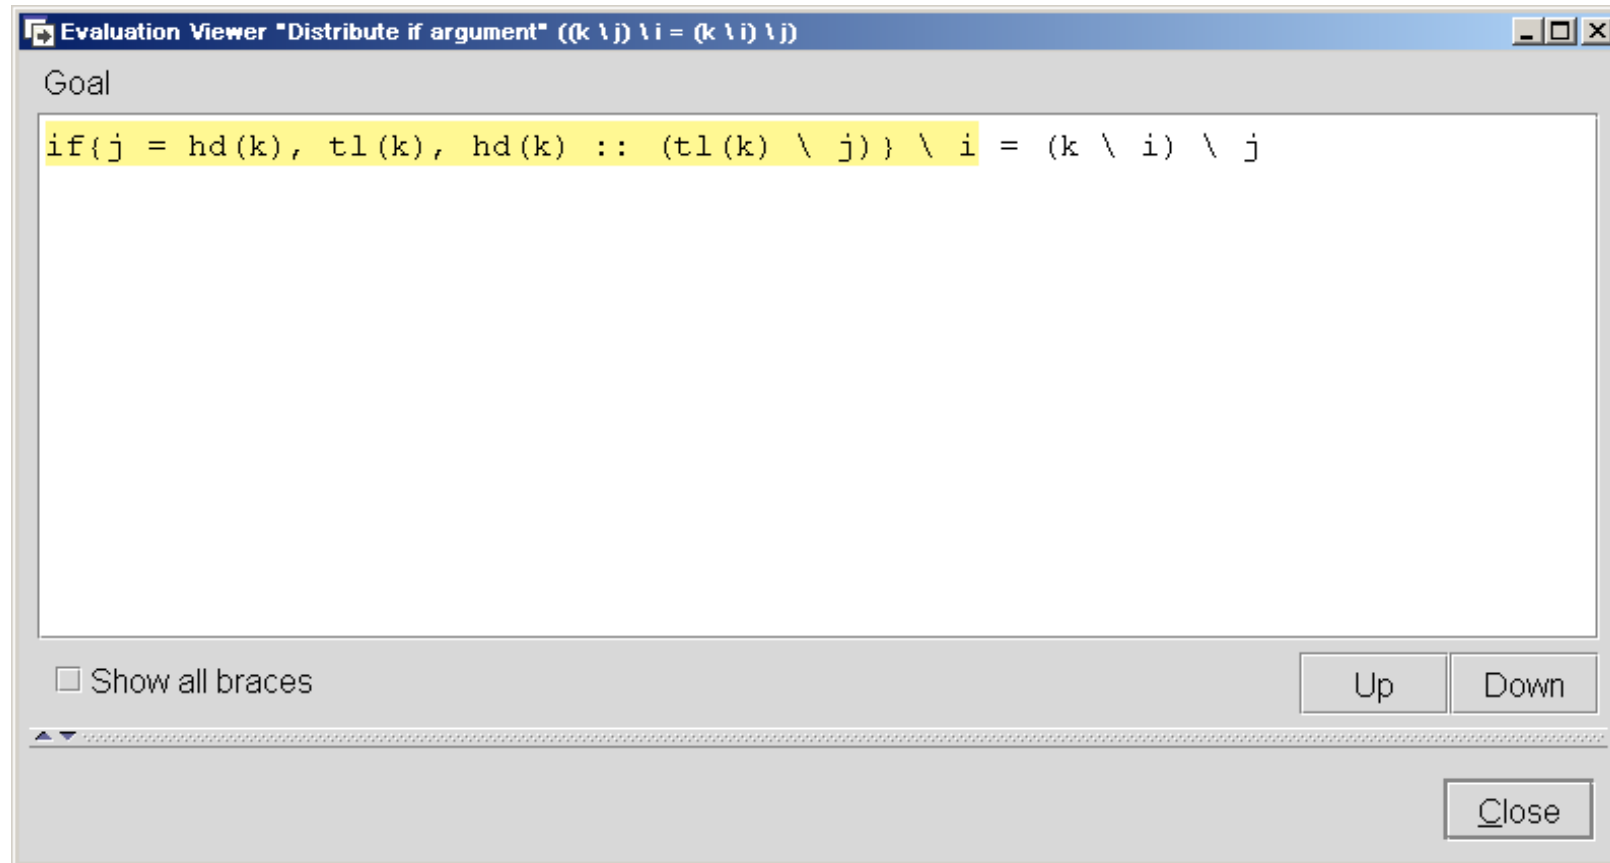 Evaluation Viewer "Distribute if argument" ((k \ j) \ i = (k \ i) \ j)
Goal
if{j = hd(k), tl(k), hd(k) :: (tl(k) \ j)} \ i = (k \ i) \ j
Show all braces
Up
Down
Close